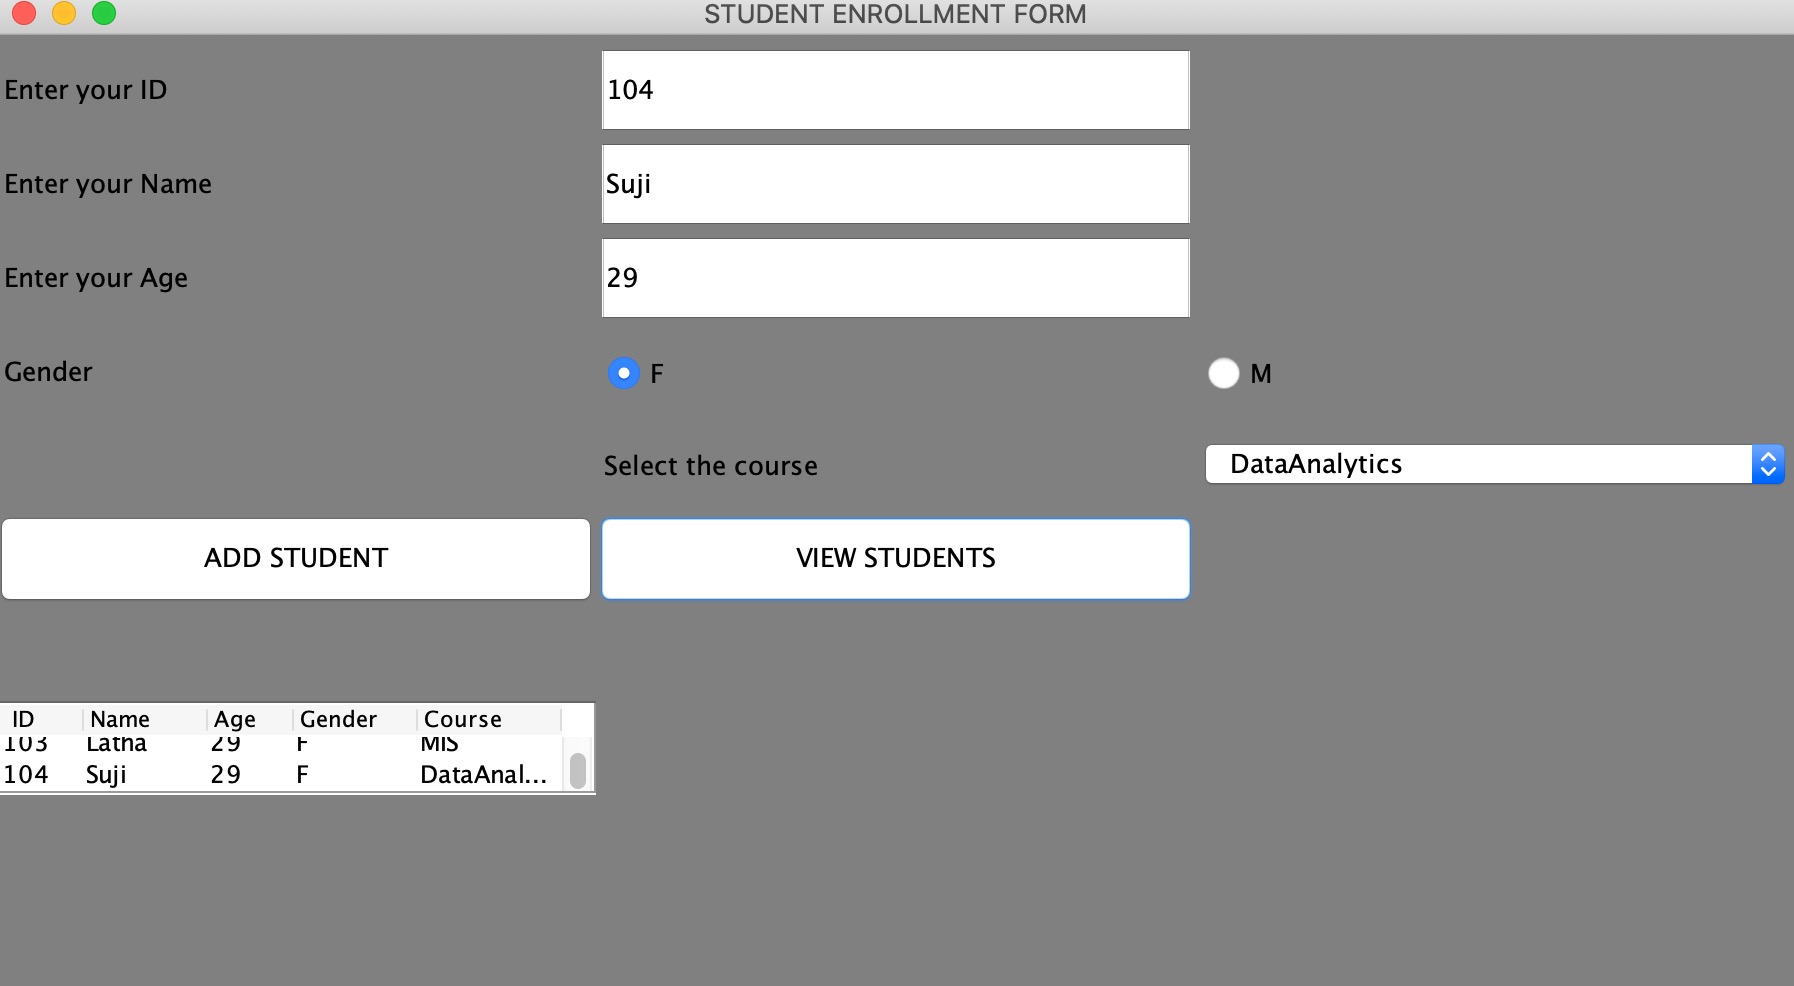 STUDENT ENROLLMENT FORM
Enter your ID 104
Enter your Name Suji
Enter your Age 29
Gender F M
Select the course DataAnalytics
ADD STUDENT VIEW STUDENTS
ID Name Age Gender Course
103 Latha 29 F MIS
104 Suji 29 F DataAnal...